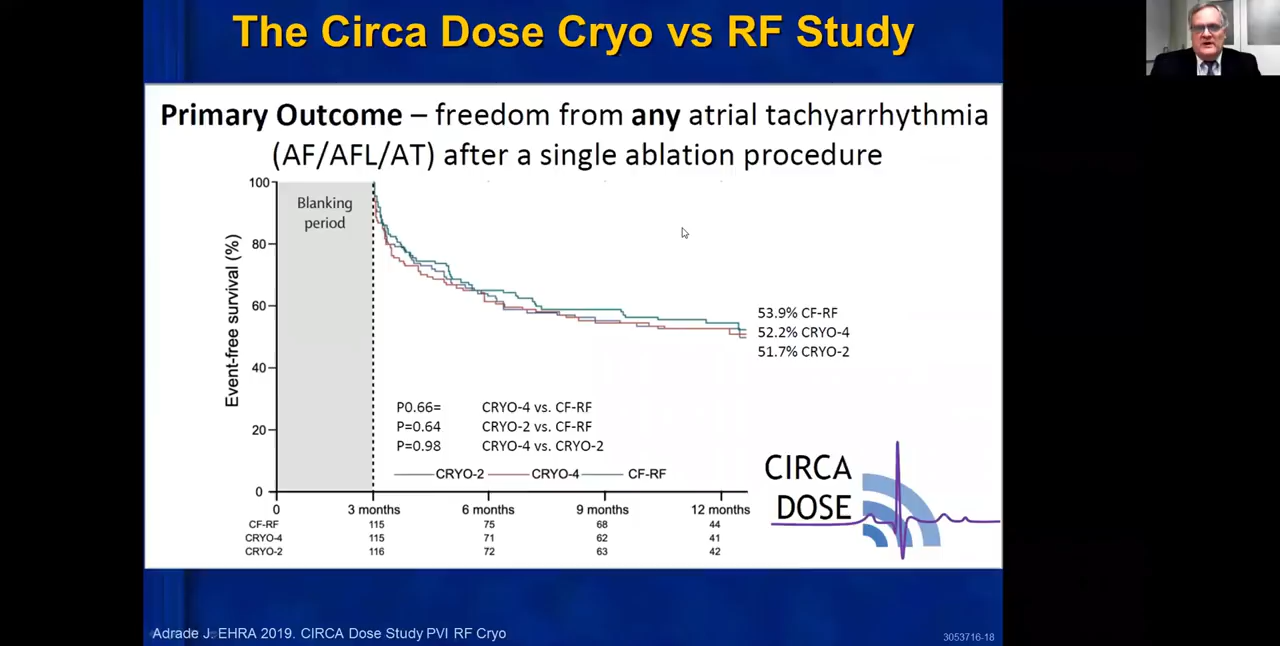 The Circa Dose Cryo vs RF Study
Primary Outcome – freedom from any atrial tachyarrhythmia
(AF/AFL/AT) after a single ablation procedure
Event-free survival (%)
100
80
60
40
20
0
Blanking
period
53.9% CF-RF
52.2% CRYO-4
51.7% CRYO-2
P0.66= CRYO-4 vs. CF-RF
P=0.64 CRYO-2 vs. CF-RF
P=0.98 CRYO-4 vs. CRYO-2
CRYO-2 CRYO-4 CF-RF
0 3 months 6 months 9 months 12 months
CF-RF 115 75 68 44
CRYO-4 115 71 62 41
CRYO-2 116 72 63 42
CIRCA
DOSE
Adrade J. EHRA 2019. CIRCA Dose Study PVI RF Cryo
3053716-18